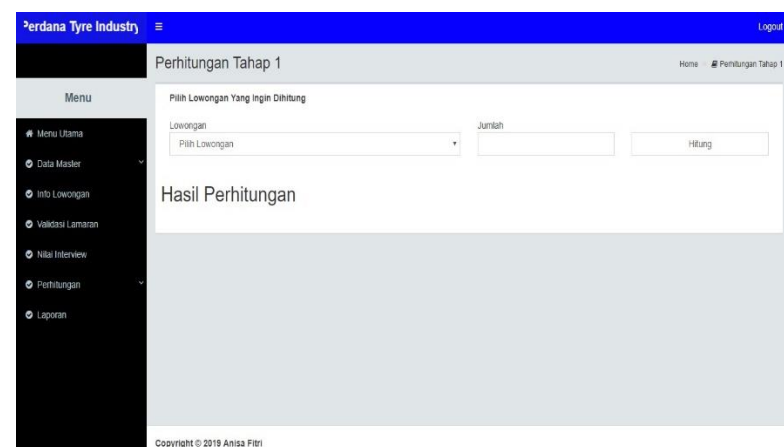 Perdana Tyre Industry
Logout
Perhitungan Tahap 1
Home
Perhitungan Tahap 1
Menu
Pilih Lowongan Yang Ingin Dihitung
Menu Utama
Data Master
Info Lowongan
Validasi Lamaran
Nilai Interview
Perhitungan
Laporan
Lowongan
Jumlah
Pilih Lowongan
Hitung
Hasil Perhitungan
Copyright © 2019 Anisa Fitri